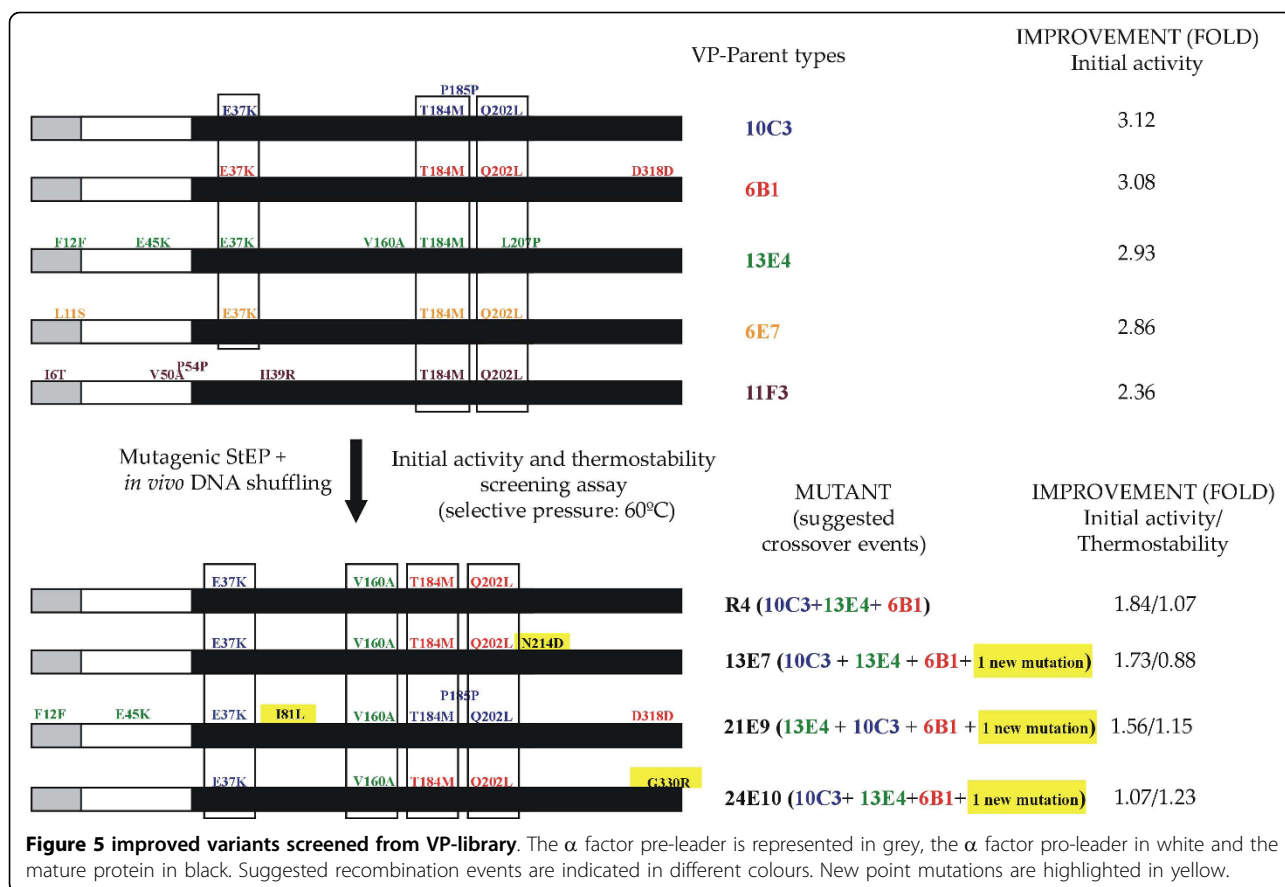 VP-Parent types
IMPROVEMENT (FOLD)
Initial activity
P185P
E37K T184M Q202L
10C3 3.12
E37K T184M Q202L D318D
6B1 3.08
F12F E45K E37K V160A T184M L207P
13E4 2.93
L11S E37K T184M Q202L
6E7 2.86
P54P
I6T V50A H39R T184M Q202L
11F3 2.36
Mutagenic StEP +
in vivo DNA shuffling
Initial activity and thermostability
screening assay
(selective pressure: 60ºC)
MUTANT
(suggested
crossover events)
IMPROVEMENT (FOLD)
Initial activity/
Thermostability
E37K V160A T184M Q202L
R4 (10C3+13E4+ 6B1) 1.84/1.07
E37K V160A T184M Q202L N214D
13E7 (10C3 + 13E4 + 6B1+ 1 new mutation) 1.73/0.88
P185P
F12F E45K E37K I81L V160A T184M Q202L D318D
21E9 (13E4 + 10C3 + 6B1 + 1 new mutation) 1.56/1.15
E37K V160A T184M Q202L G330R
24E10 (10C3+ 13E4+6B1+ 1 new mutation) 1.07/1.23
Figure 5 improved variants screened from VP-library. The α factor pre-leader is represented in grey, the α factor pro-leader in white and the
mature protein in black. Suggested recombination events are indicated in different colours. New point mutations are highlighted in yellow.